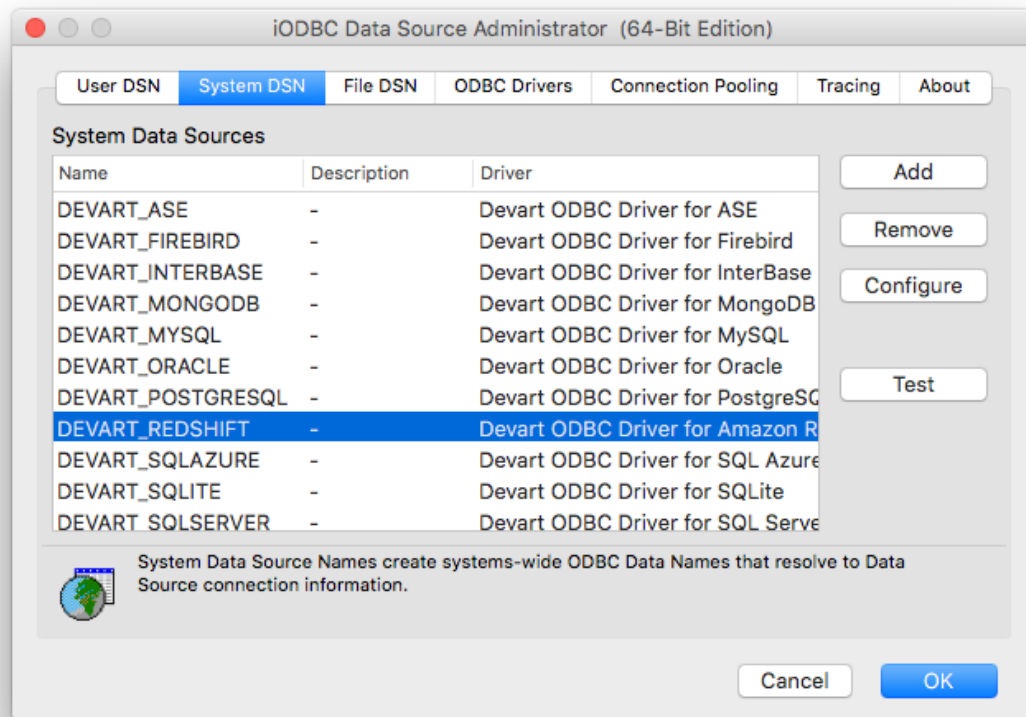 iODBC Data Source Administrator (64-Bit Edition)
User DSN System DSN File DSN ODBC Drivers Connection Pooling Tracing About
System Data Sources
Name Description Driver
DEVART_ASE - Devart ODBC Driver for ASE
DEVART_FIREBIRD - Devart ODBC Driver for Firebird
DEVART_INTERBASE - Devart ODBC Driver for InterBase
DEVART_MONGODB - Devart ODBC Driver for MongoDB
DEVART_MYSQL - Devart ODBC Driver for MySQL
DEVART_ORACLE - Devart ODBC Driver for Oracle
DEVART_POSTGRESQL - Devart ODBC Driver for PostgreSQ
DEVART_REDSHIFT - Devart ODBC Driver for Amazon R
DEVART_SQLAZURE - Devart ODBC Driver for SQL Azure
DEVART_SQLITE - Devart ODBC Driver for SQLite
DEVART_SQLSERVER - Devart ODBC Driver for SQL Serve
Add
Remove
Configure
Test
System Data Source Names create systems-wide ODBC Data Names that resolve to Data
Source connection information.
Cancel OK